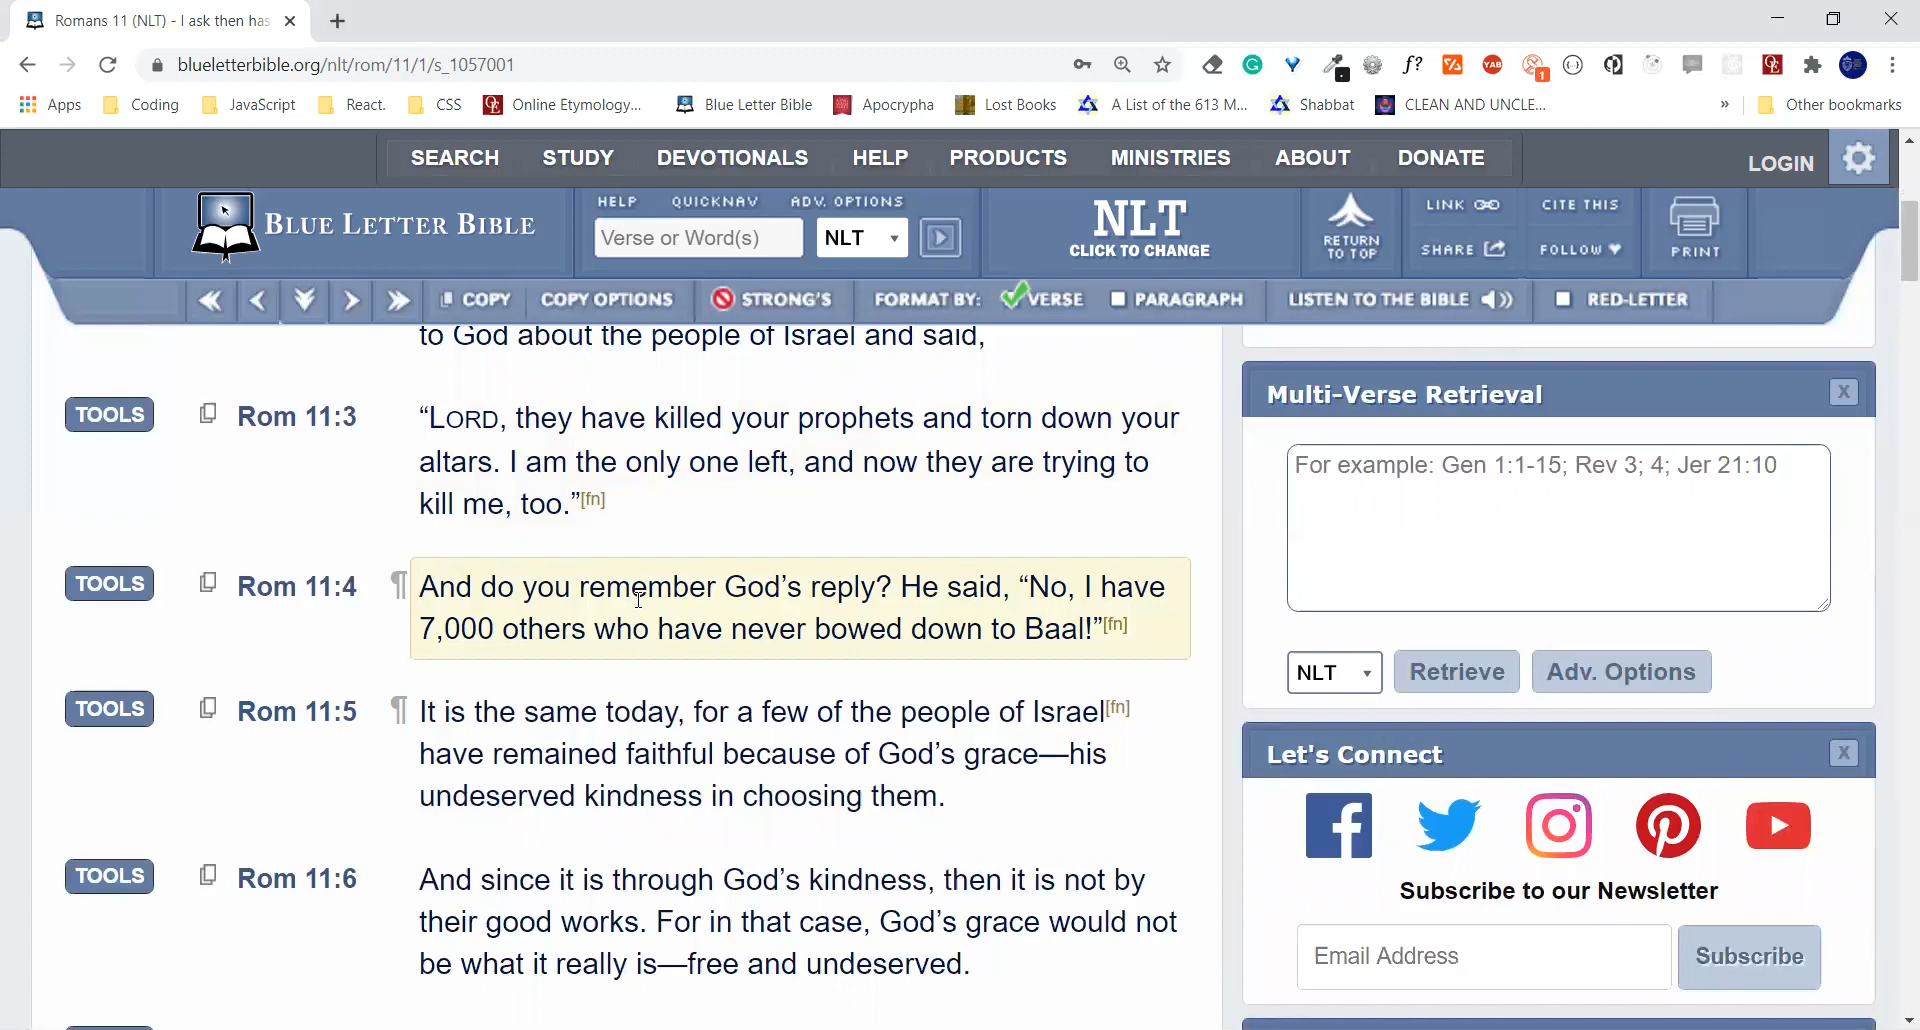 Romans 11 (NLT) - I ask then has
blueletterbible.org/nlt/rom/11/1/s_1057001
f?
YAB
1
OE
Apps
Coding
JavaScript
React.
CSS
OE
Online Etymology...
Blue Letter Bible
Apocrypha
Lost Books
A List of the 613 M...
Shabbat
CLEAN AND UNCLE...
»
Other bookmarks
SEARCH STUDY DEVOTIONALS HELP PRODUCTS MINISTRIES ABOUT DONATE
LOGIN
BLUE LETTER BIBLE
HELP QUICKNAV ADV. OPTIONS
Verse or Word(s)
NLT
NLT
CLICK TO CHANGE
RETURN
TO TOP
LINK
CITE THIS
SHARE
FOLLOW
PRINT
COPY COPY OPTIONS STRONG'S FORMAT BY: VERSE PARAGRAPH LISTEN TO THE BIBLE RED-LETTER
to God about the people of Israel and said,
TOOLS
Rom 11:3
“LORD, they have killed your prophets and torn down your
altars. I am the only one left, and now they are trying to
kill me, too.”[fn]
TOOLS
Rom 11:4
¶ And do you remember God’s reply? He said, “No, I have
7,000 others who have never bowed down to Baal!”[fn]
TOOLS
Rom 11:5
¶ It is the same today, for a few of the people of Israel[fn]
have remained faithful because of God’s grace—his
undeserved kindness in choosing them.
TOOLS
Rom 11:6
And since it is through God’s kindness, then it is not by
their good works. For in that case, God’s grace would not
be what it really is—free and undeserved.
Multi-Verse Retrieval
X
For example: Gen 1:1-15; Rev 3; 4; Jer 21:10
NLT
Retrieve
Adv. Options
Let's Connect
X
Subscribe to our Newsletter
Email Address
Subscribe